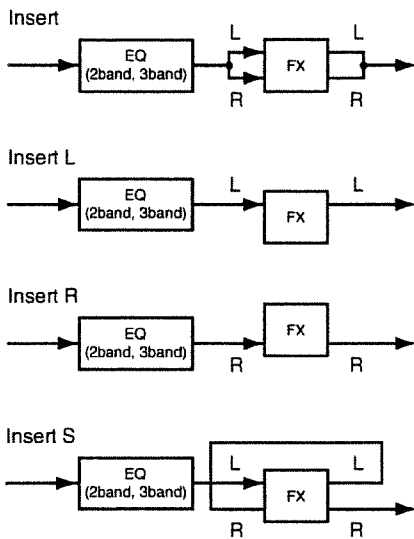 Insert
EQ
(2band, 3band)
L
R
FX
L
R
Insert L
EQ
(2band, 3band)
L
FX
L
Insert R
EQ
(2band, 3band)
R
FX
R
Insert S
EQ
(2band, 3band)
L
R
FX
L
R